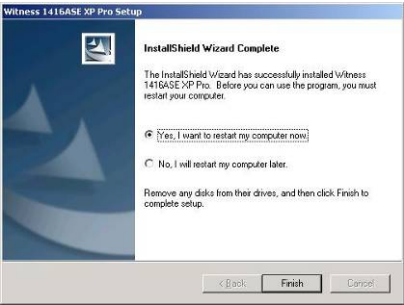 Witness 1416ASE XP Pro Setup
InstallShield Wizard Complete
The InstallShield Wizard has successfully installed Witness
1416ASE XP Pro. Before you can use the program, you must
restart your computer.
Yes, I want to restart my computer now.
No, I will restart my computer later.
Remove any disks from their drives, and then click Finish to
complete setup.
< Back Finish Cancel